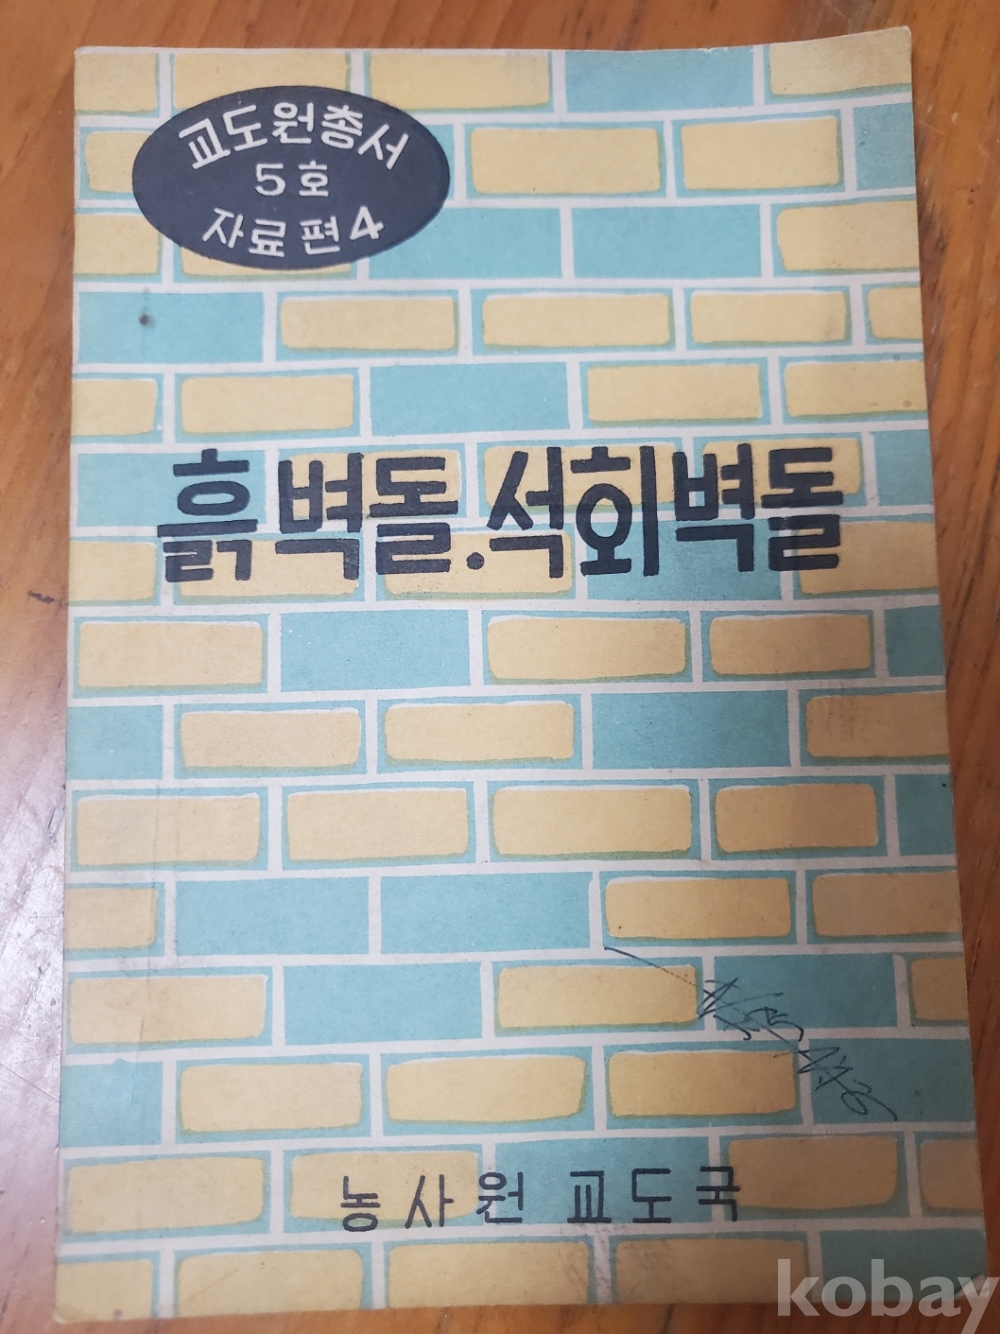 교도원총서
5호
자료편4
흙벽돌.석회벽돌
농사원 교도국
kobay